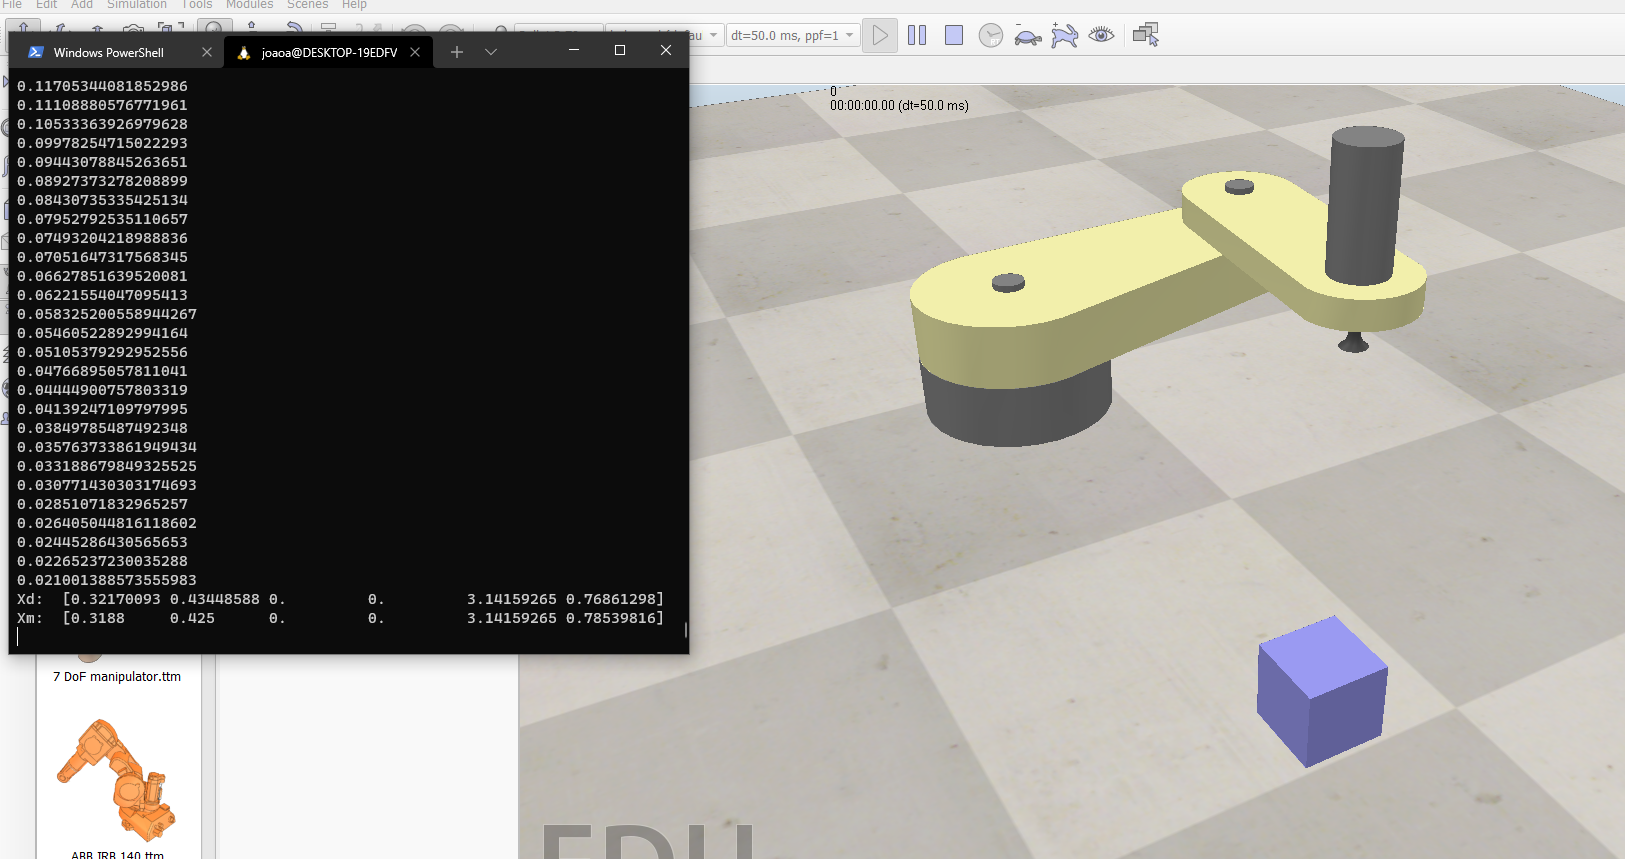 File Edit Add Simulation Tools Modules Scenes Help
dt=50.0 ms, ppf=1
Windows PowerShell
joaoa@DESKTOP-19EDFV
0
00:00:00.00 (dt=50.0 ms)
0.11705344081852986
0.11108880576771961
0.10533363926979628
0.09978254715022293
0.09443078845263651
0.08927373278208899
0.08430735335425134
0.07952792535110657
0.07493204218988836
0.07051647317568345
0.06627851639520081
0.06221554047095413
0.058325200558944267
0.05460522892994164
0.05105379292952556
0.04766895057811041
0.04444900757803319
0.04139247109797995
0.03849785487492348
0.035763733861949434
0.033188679849325525
0.030771430303174693
0.02851071832965257
0.026405044816118602
0.02445286430565653
0.02265237230035288
0.021001388573555983
Xd: [0.32170093 0.43448588 0. 0. 3.14159265 0.76861298]
Xm: [0.3188 0.425 0. 0. 3.14159265 0.78539816]
7 DoF manipulator.ttm
ABB IRB 140.ttm
EDU